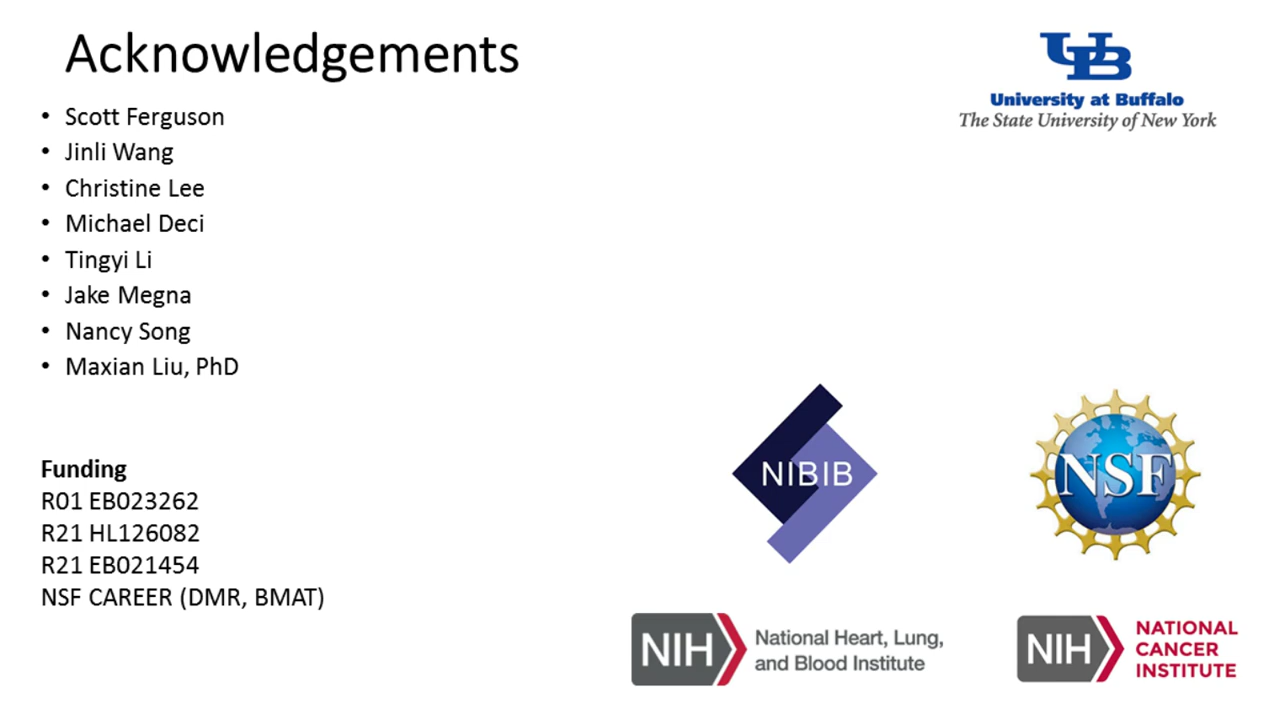 Acknowledgements
• Scott Ferguson
• Jinli Wang
• Christine Lee
• Michael Deci
• Tingyi Li
• Jake Megna
• Nancy Song
• Maxian Liu, PhD
Funding
R01 EB023262
R21 HL126082
R21 EB021454
NSF CAREER (DMR, BMAT)
UB
University at Buffalo
The State University of New York
NIBIB
NSF
NIH
National Heart, Lung,
and Blood Institute
NIH
NATIONAL
CANCER
INSTITUTE